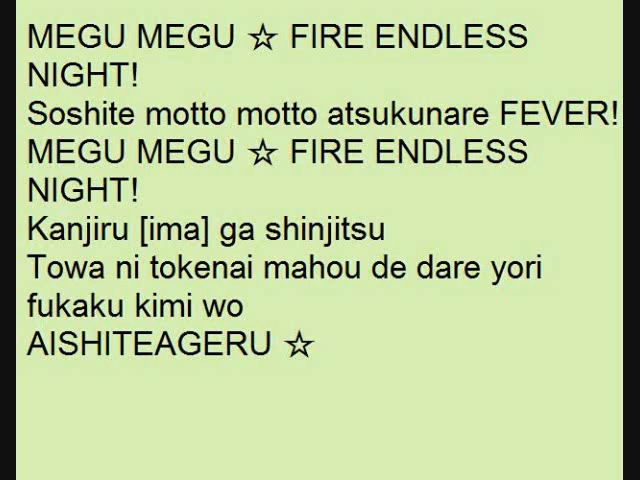 MEGU MEGU ☆ FIRE ENDLESS
NIGHT!
Soshite motto motto atsukunare FEVER!
MEGU MEGU ☆ FIRE ENDLESS
NIGHT!
Kanjiru [ima] ga shinjitsu
Towa ni tokenai mahou de dare yori
fukaku kimi wo
AISHITEAGERU ☆